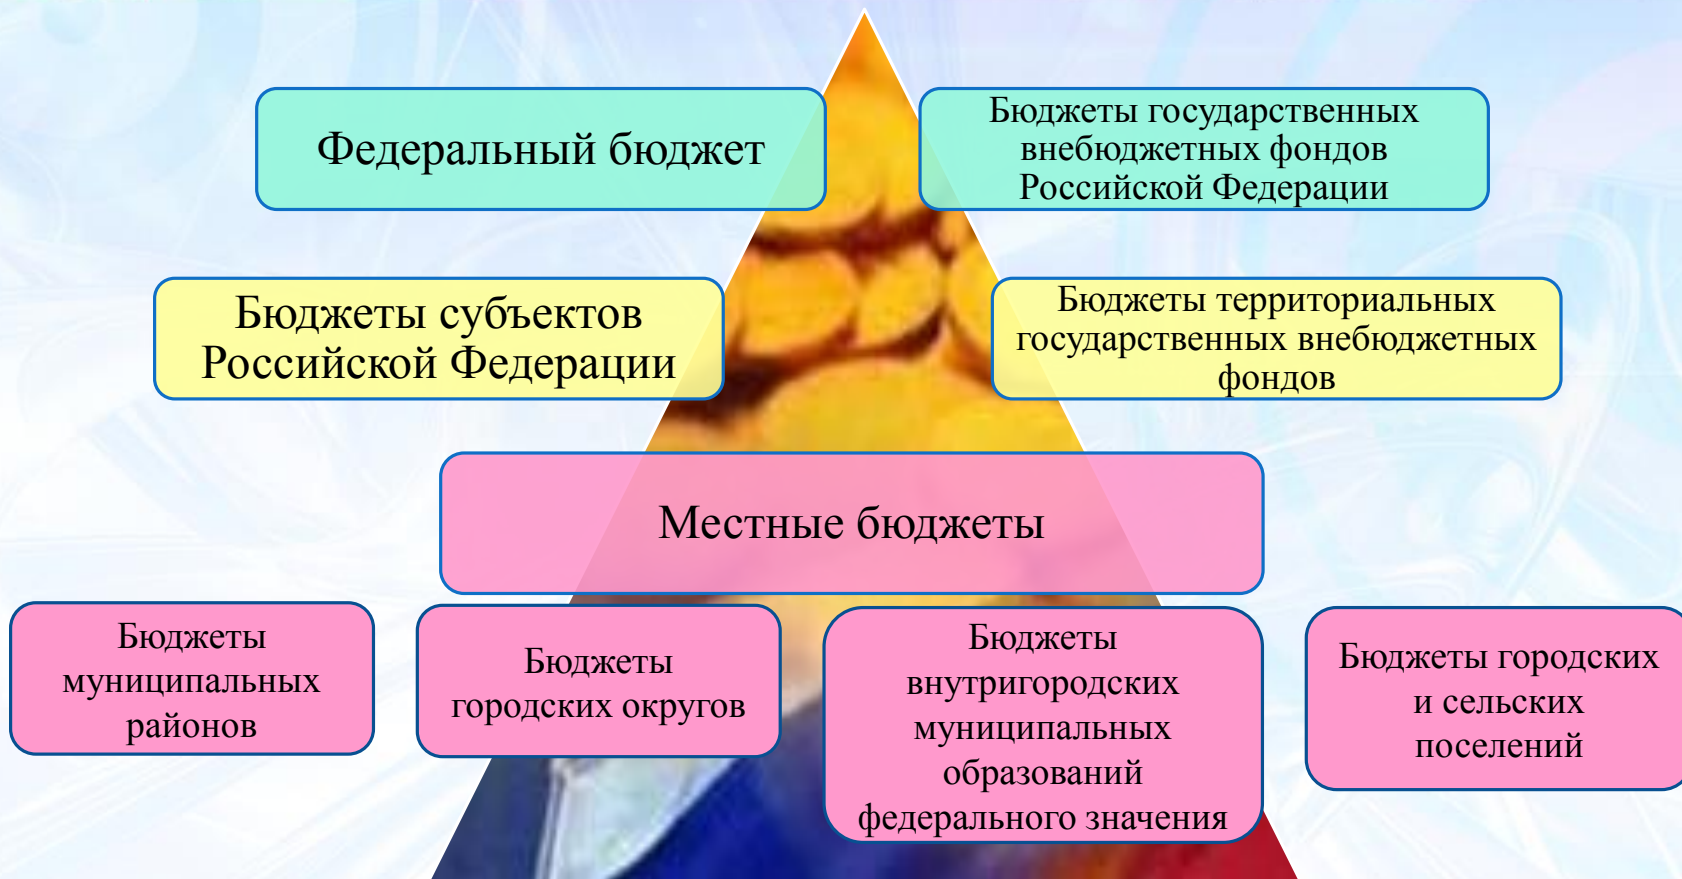 Федеральный бюджет
Бюджеты государственных
внебюджетных фондов
Российской Федерации
Бюджеты субъектов
Российской Федерации
Бюджеты территориальных
государственных внебюджетных
фондов
Местные бюджеты
Бюджеты
муниципальных
районов
Бюджеты
городских округов
Бюджеты
внутригородских
муниципальных
образований
федерального значения
Бюджеты городских
и сельских
поселений